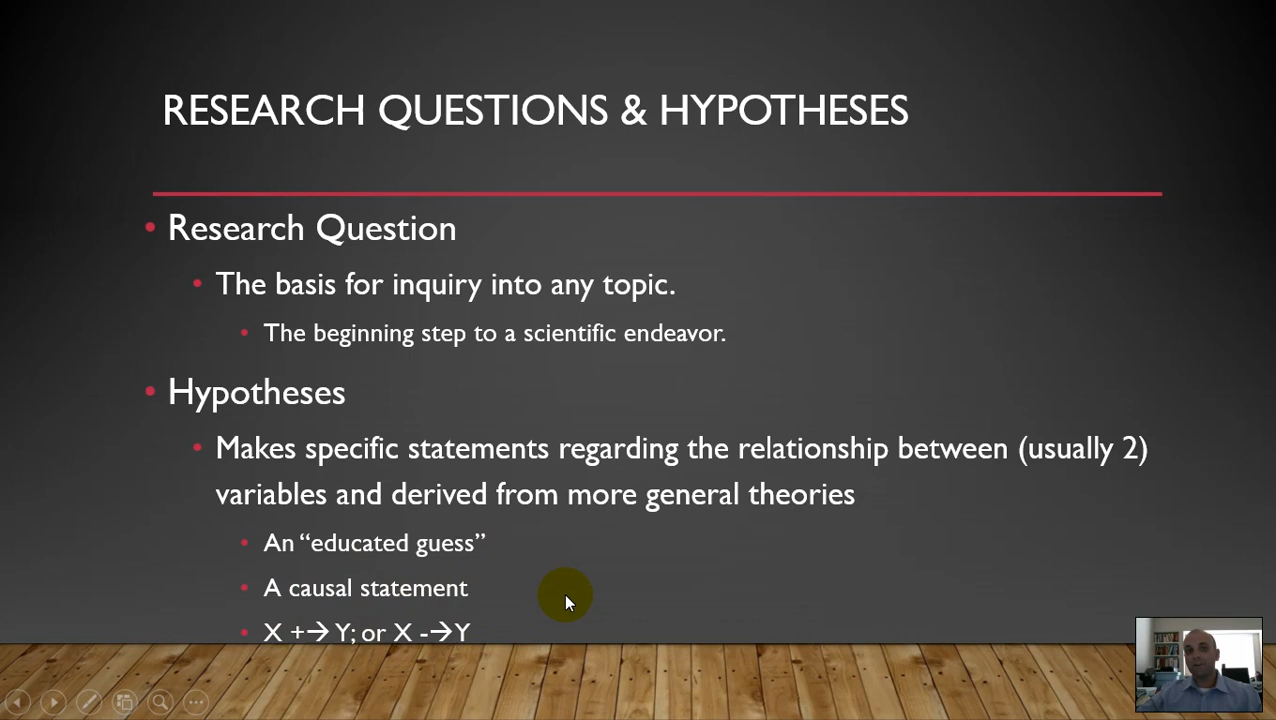 RESEARCH QUESTIONS & HYPOTHESES
• Research Question
• The basis for inquiry into any topic.
• The beginning step to a scientific endeavor.
• Hypotheses
• Makes specific statements regarding the relationship between (usually 2)
variables and derived from more general theories
• An “educated guess”
• A causal statement
• X +→ Y; or X -→Y